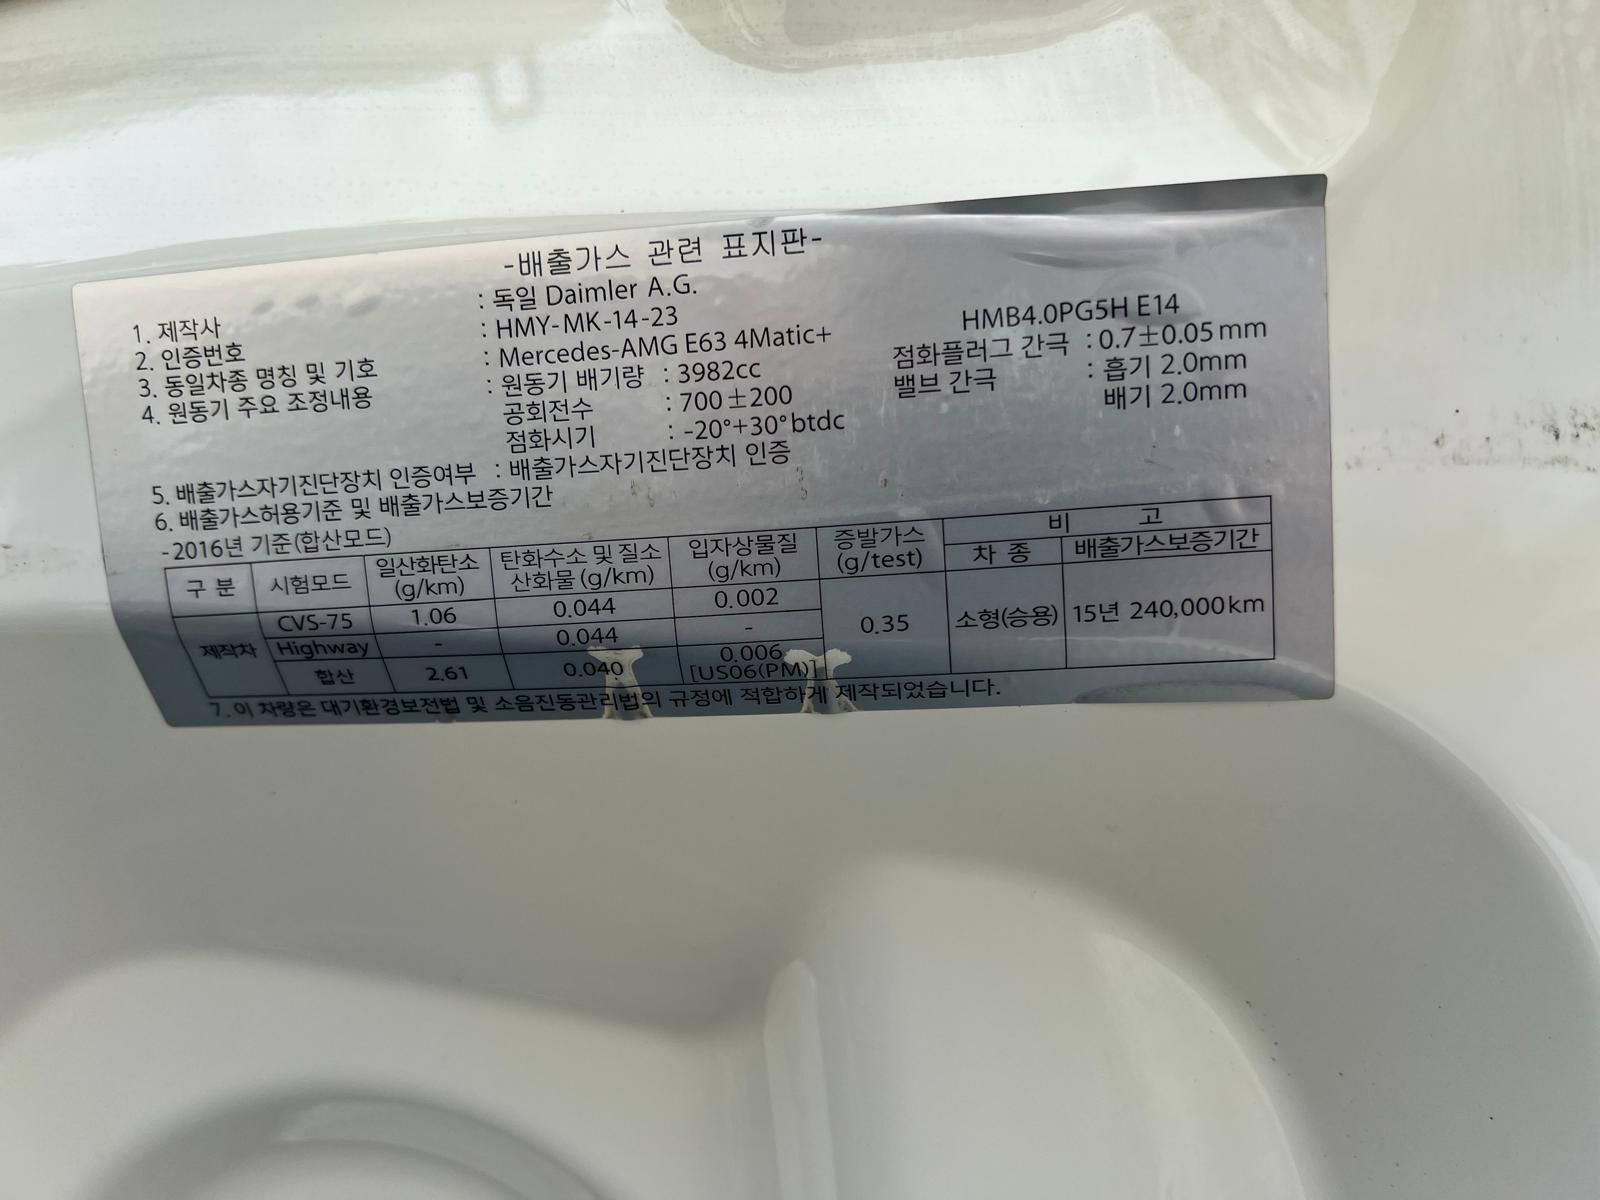 -배출가스 관련 표지판-
1. 제작사 : 독일 Daimler A.G.
2. 인증번호 : HMY-MK-14-23
3. 동일차종 명칭 및 기호 : Mercedes-AMG E63 4Matic+ HMB4.0PG5H E14
4. 원동기 주요 조정내용 : 원동기 배기량 : 3982cc 점화플러그 간극 : 0.7±0.05mm
공회전수 : 700±200 밸브 간극 : 흡기 2.0mm
점화시기 : -20°+30°btdc 배기 2.0mm
5. 배출가스자기진단장치 인증여부 : 배출가스자기진단장치 인증
6. 배출가스허용기준 및 배출가스보증기간
-2016년 기준(합산모드)
구 분 시험모드 일산화탄소 (g/km) 탄화수소 및 질소산화물 (g/km) 입자상물질 (g/km) 증발가스 (g/test) 비 고
차 종 배출가스보증기간
제작차 CVS-75 1.06 0.044 0.002 0.35 소형(승용) 15년 240,000km
Highway - 0.044 -
합산 2.61 0.040 0.006 [US06(PM)]
7. 이 차량은 대기환경보전법 및 소음진동관리법의 규정에 적합하게 제작되었습니다.